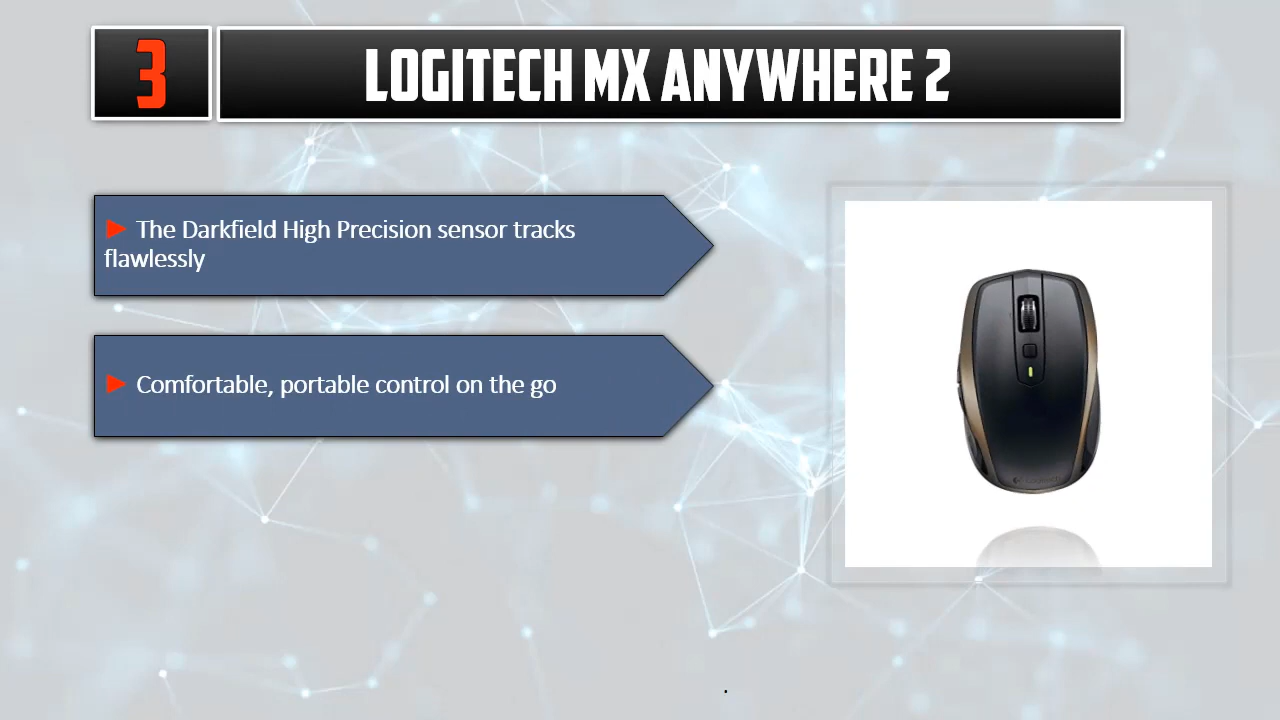 3
LOGITECH MX ANYWHERE 2
► The Darkfield High Precision sensor tracks
flawlessly
► Comfortable, portable control on the go
.